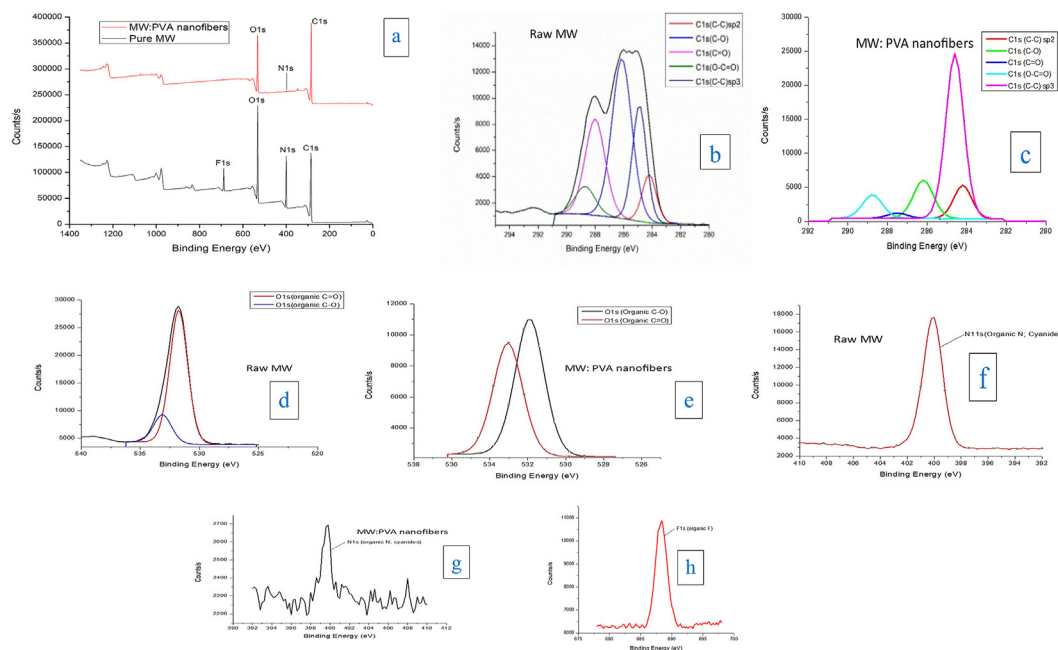 MW:PVA nanofibers
Pure MW
a
C1s
O1s
N1s
O1s
F1s
N1s
C1s
400000
350000
300000
250000
200000
150000
100000
50000
0
Counts/s
1400 1200 1000 800 600 400 200 0
Binding Energy (eV)
Raw MW
C1s(C-C)sp2
C1s(C-O)
C1s(C=O)
C1s(O-C=O)
C1s(C-C)sp3
b
14000
12000
10000
8000
6000
4000
2000
Counts/s
294 292 290 288 286 284 282 280
Binding Energy (eV)
MW: PVA nanofibers
C1s (C-C) sp2
C1s (C-O)
C1s (C=O)
C1s (O-C=O)
C1s (C-C) sp3
c
30000
25000
20000
15000
10000
5000
0
Counts/s
292 290 288 286 284 282 280
Binding Energy (eV)
O1s(organic C=O)
O1s(organic C-O)
Raw MW
d
30000
25000
20000
15000
10000
5000
Counts/s
640 530 525 520
Binding Energy (eV)
O1s (Organic C-O)
O1s (Organic C=O)
MW: PVA nanofibers
e
12000
10000
8000
6000
4000
Counts/s
538 536 534 532 530 528 526
Binding Energy (eV)
Raw MW
N11s(Organic N; Cyanide
f
18000
16000
14000
12000
10000
8000
6000
4000
2000
Counts/s
410 408 406 404 402 400 398 396 394 392
Binding Energy (eV)
MW:PVA nanofibers
N1s (organic N; cyanides)
g
2700
2600
2500
2400
2300
2200
Counts/s
390 392 394 396 398 400 402 404 406 408 410 412
Binding Energy (eV)
F1s (organic F)
h
11000
10000
9000
8000
7000
6000
Counts/s
675 680 685 690 695 700
Binding Energy (eV)